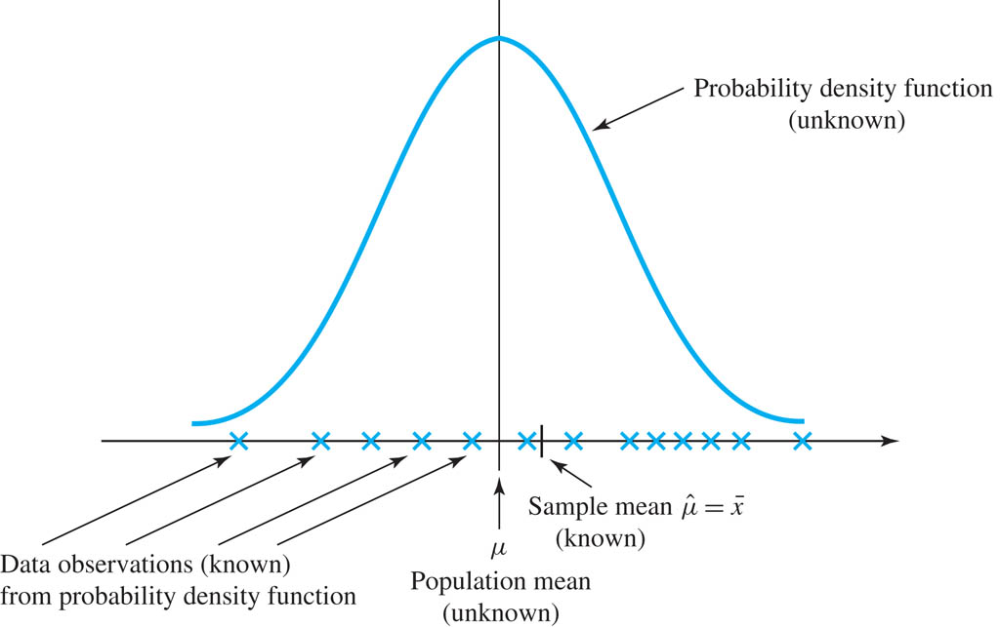 Probability density function
(unknown)
Sample mean μ̂ = x̄
(known)
Data observations (known)
from probability density function
μ
Population mean
(unknown)